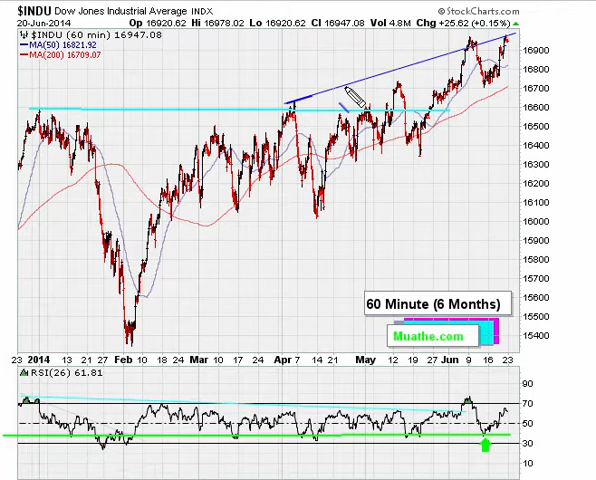 $INDU Dow Jones Industrial Average INDX © StockCharts.com
20-Jun-2014 Op 16920.62 Hi 16978.02 Lo 16920.62 Cl 16947.08 Vol 4.8M Chg +25.62 (+0.15%)
$INDU (60 min) 16947.08
MA(50) 16821.92
MA(200) 16709.07
16900
16800
16700
16600
16500
16400
16300
16200
16100
16000
15900
15800
15700
15600
15500
15400
60 Minute (6 Months)
Muathe.com
23 2014 13 21 27 Feb 10 18 24 Mar 10 17 24 Apr 7 14 21 May 12 19 Jun 9 16 23
RSI(26) 61.81
90
70
50
30
10